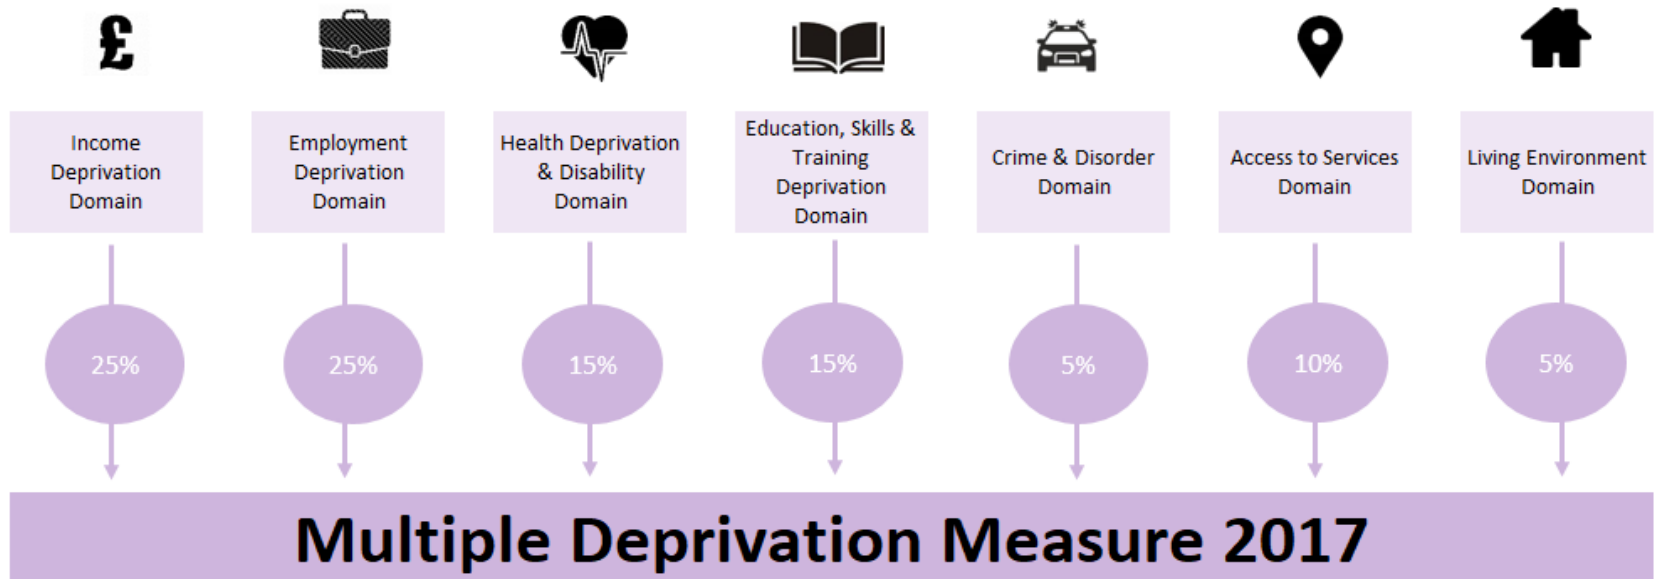 £
Income
Deprivation
Domain
Employment
Deprivation
Domain
Health Deprivation
& Disability
Domain
Education, Skills &
Training
Deprivation
Domain
Crime & Disorder
Domain
Access to Services
Domain
Living Environment
Domain
25%
25%
15%
15%
5%
10%
5%
Multiple Deprivation Measure 2017